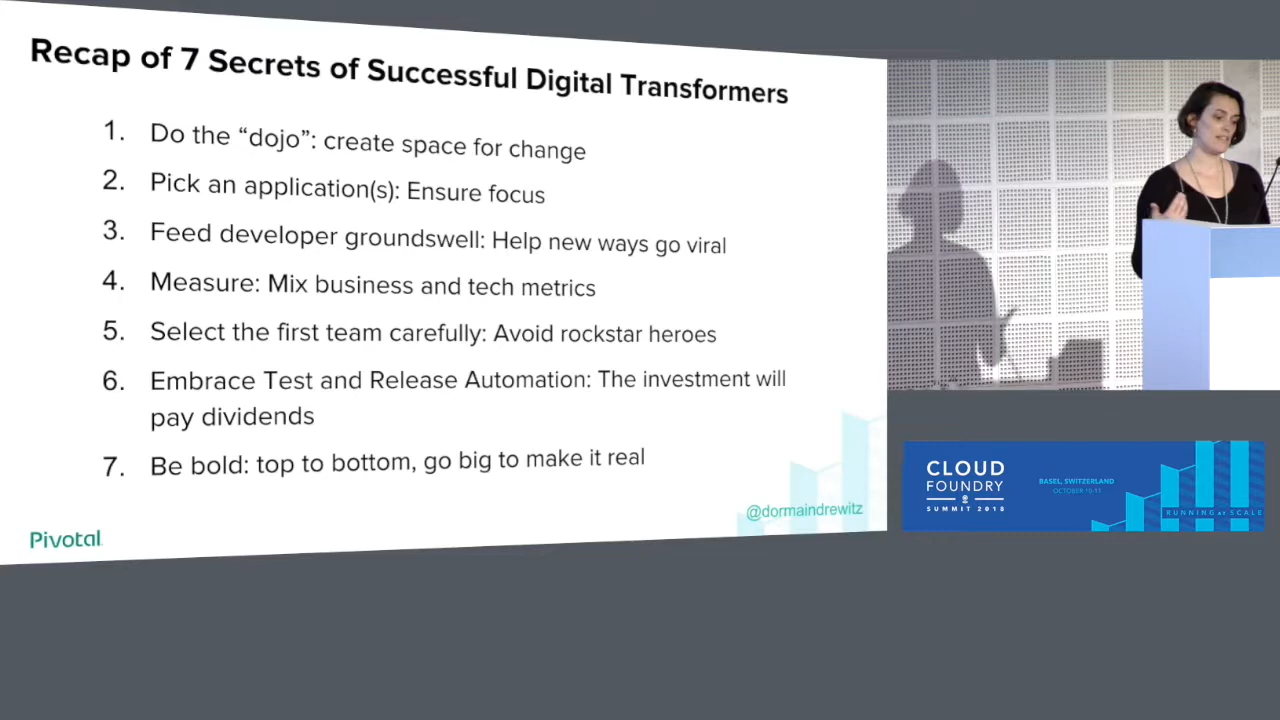 Recap of 7 Secrets of Successful Digital Transformers
1. Do the “dojo”: create space for change
2. Pick an application(s): Ensure focus
3. Feed developer groundswell: Help new ways go viral
4. Measure: Mix business and tech metrics
5. Select the first team carefully: Avoid rockstar heroes
6. Embrace Test and Release Automation: The investment will
pay dividends
7. Be bold: top to bottom, go big to make it real
@dormaindrewitz
Pivotal
CLOUD
FOUNDRY
SUMMIT 2018
BASEL, SWITZERLAND
OCTOBER 10-11
RUNNING at SCALE